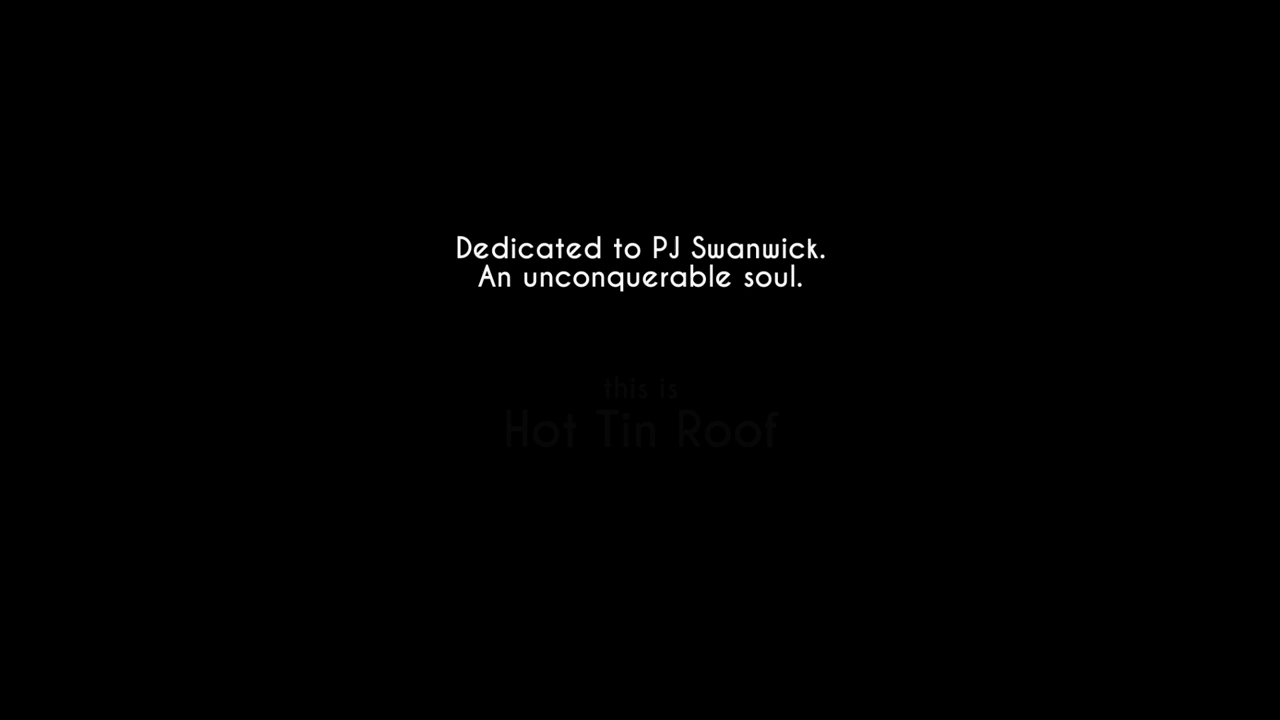 Dedicated to PJ Swanwick.
An unconquerable soul.
this is
Hot Tin Roof